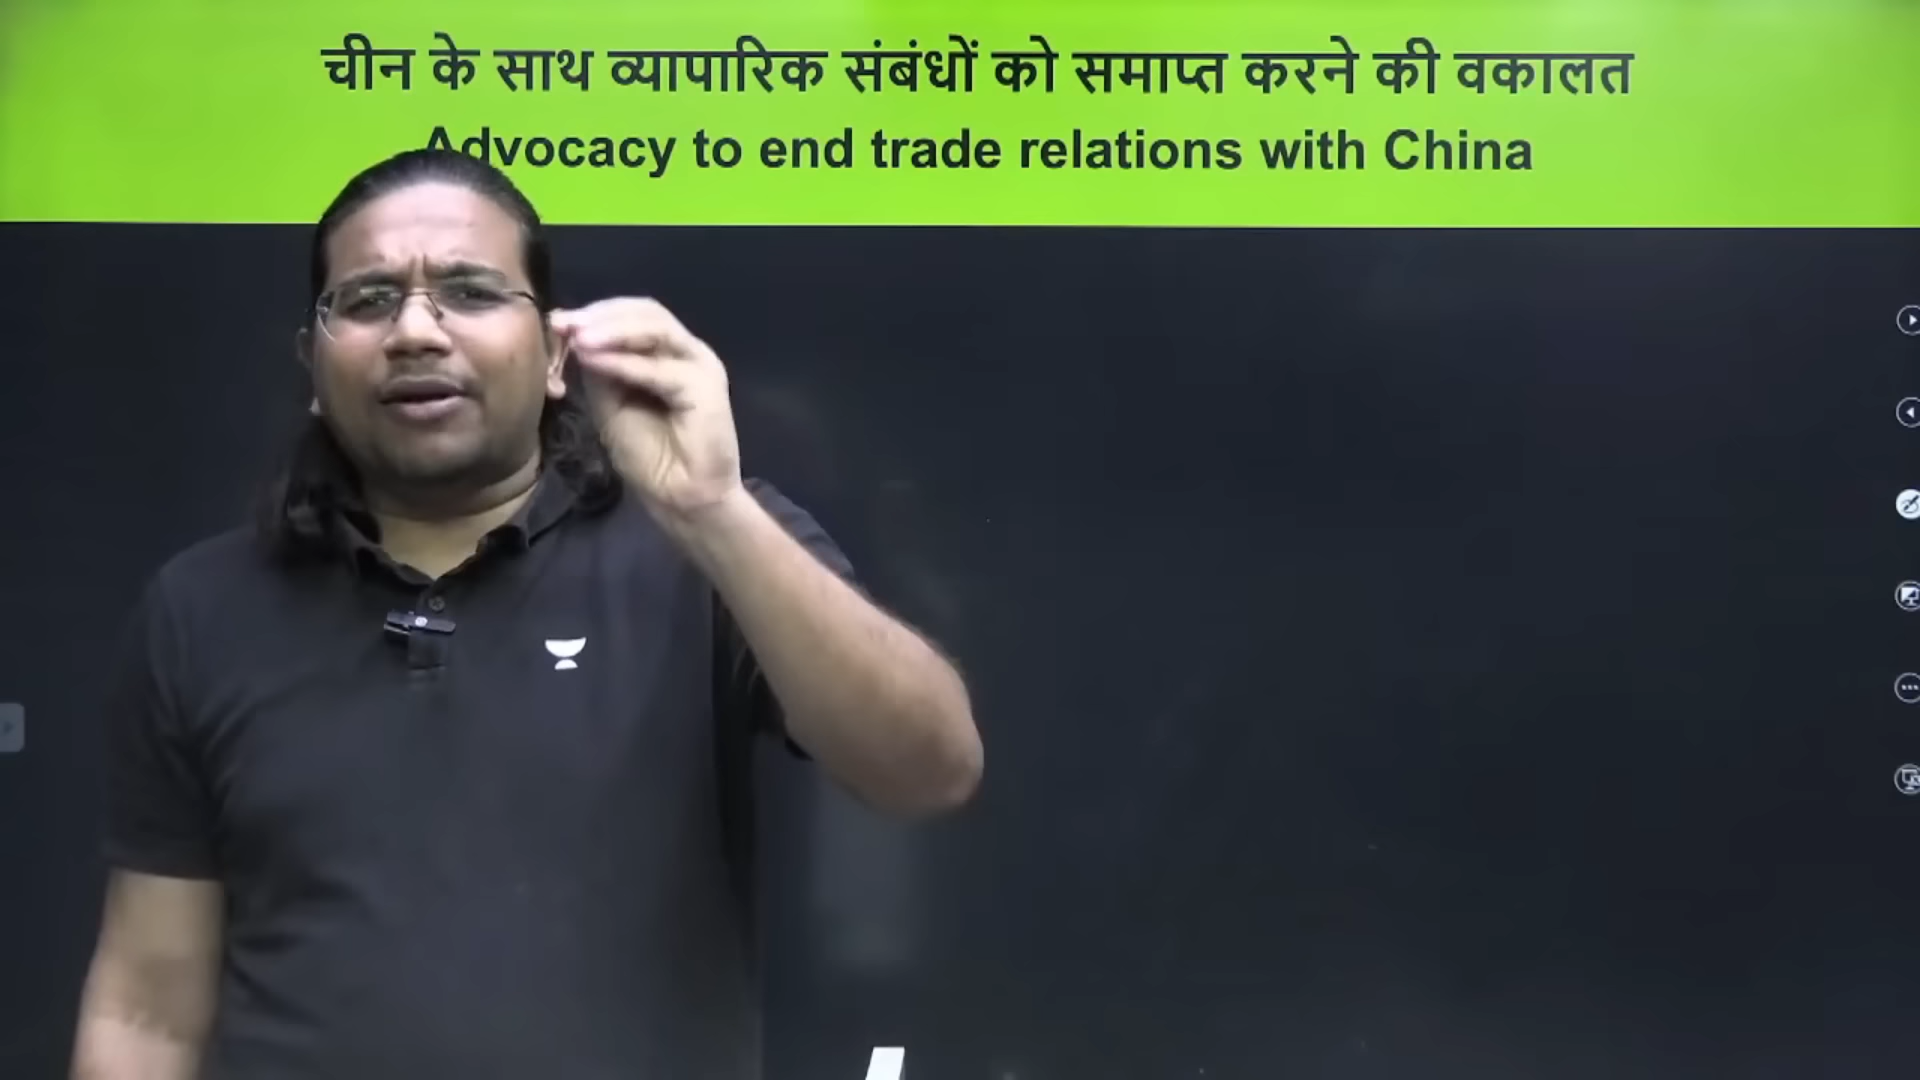 चीन के साथ व्यापारिक संबंधों को समाप्त करने की वकालत
Advocacy to end trade relations with China